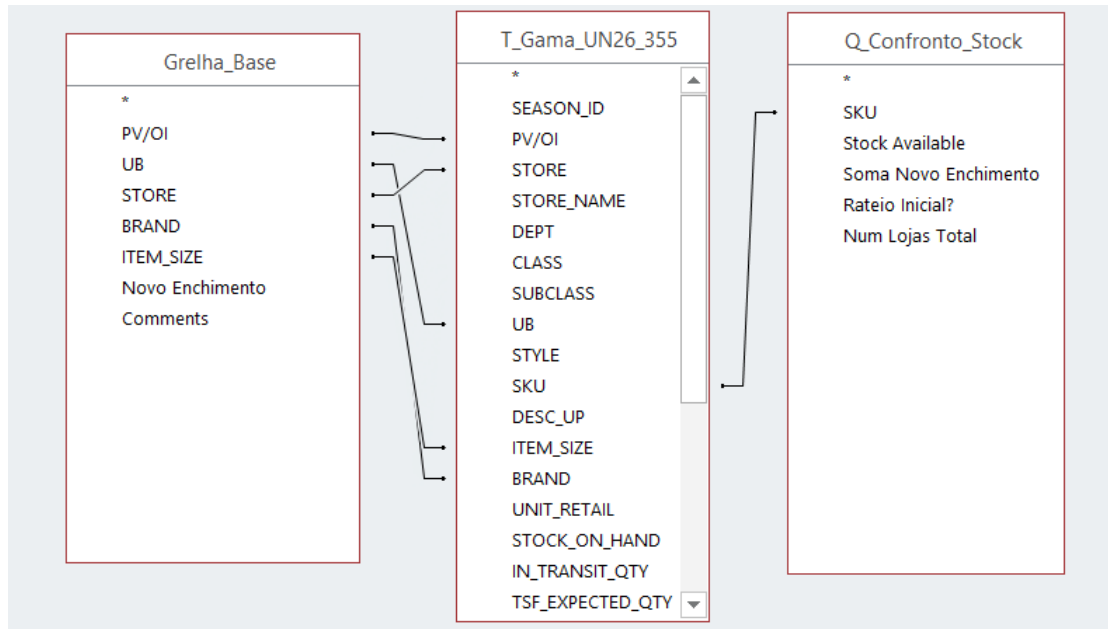 Grelha_Base
*
PV/OI
UB
STORE
BRAND
ITEM_SIZE
Novo Enchimento
Comments
T_Gama_UN26_355
*
SEASON_ID
PV/OI
STORE
STORE_NAME
DEPT
CLASS
SUBCLASS
UB
STYLE
SKU
DESC_UP
ITEM_SIZE
BRAND
UNIT_RETAIL
STOCK_ON_HAND
IN_TRANSIT_QTY
TSF_EXPECTED_QTY
Q_Confronto_Stock
*
SKU
Stock Available
Soma Novo Enchimento
Rateio Inicial?
Num Lojas Total